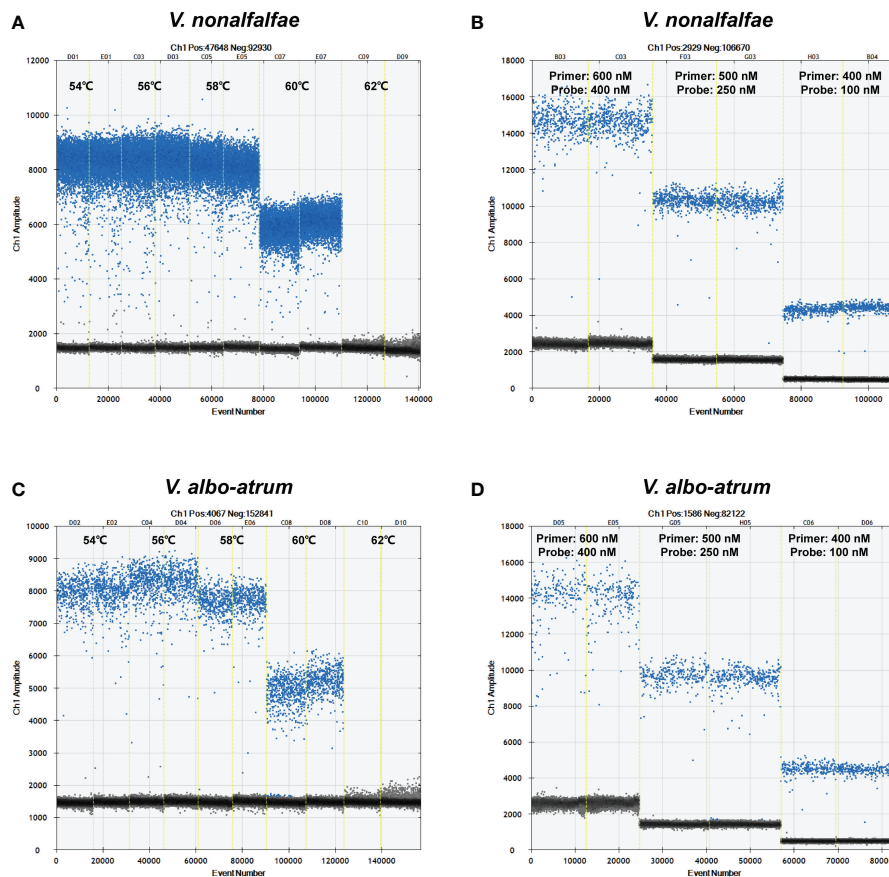 A
V. nonalfalfae
Ch1 Pos:47648 Neg:92930
D01 E01 C03 D03 C05 E05 C07 E07 C09 D09
54℃ 56℃ 58℃ 60℃ 62℃
Ch1 Amplitude
12000
10000
8000
6000
4000
2000
0
0 20000 40000 60000 80000 100000 120000 140000
Event Number
B
V. nonalfalfae
Ch1 Pos:2929 Neg:106670
B03 C03 F03 G03 H03 B04
Primer: 600 nM Primer: 500 nM Primer: 400 nM
Probe: 400 nM Probe: 250 nM Probe: 100 nM
Ch1 Amplitude
18000
16000
14000
12000
10000
8000
6000
4000
2000
0
0 20000 40000 60000 80000 100000
Event Number
C
V. albo-atrum
Ch1 Pos:4067 Neg:152841
D02 E02 C04 D04 D06 E06 C08 D08 C10 D10
54℃ 56℃ 58℃ 60℃ 62℃
Ch1 Amplitude
10000
9000
8000
7000
6000
5000
4000
3000
2000
1000
0
0 20000 40000 60000 80000 100000 120000 140000
Event Number
D
V. albo-atrum
Ch1 Pos:1586 Neg:82122
D05 E05 G05 H05 C06 D06
Primer: 600 nM Primer: 500 nM Primer: 400 nM
Probe: 400 nM Probe: 250 nM Probe: 100 nM
Ch1 Amplitude
18000
16000
14000
12000
10000
8000
6000
4000
2000
0
0 10000 20000 30000 40000 50000 60000 70000 80000
Event Number